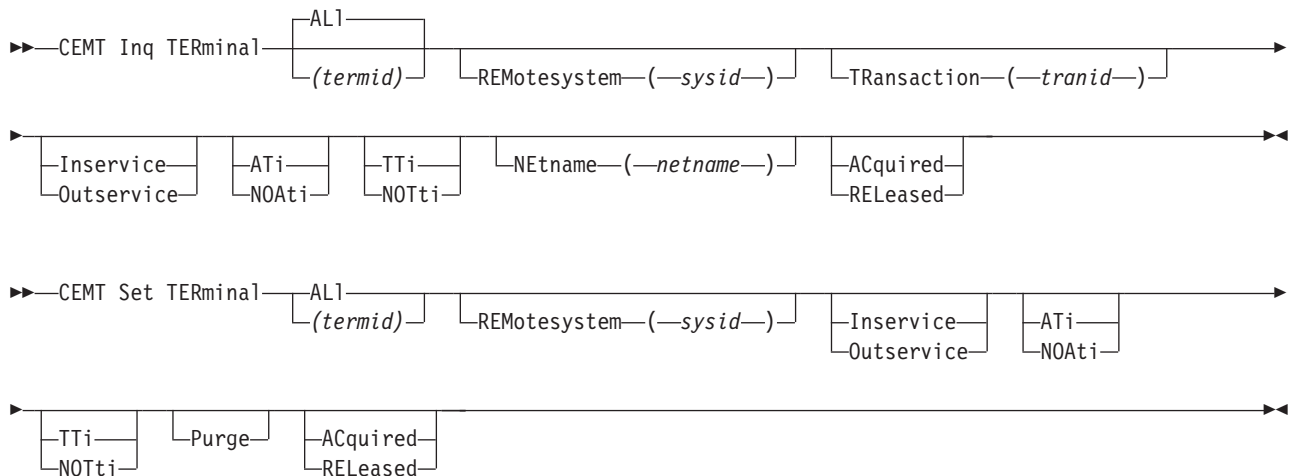 ALl
CEMT Inq TERminal
(termid) REMotesystem ( sysid ) TRansaction ( tranid )
Inservice ATi TTi NEtname ( netname ) ACquired
Outservice NOAti NOTti RELeased
CEMT Set TERminal ALl
(termid) REMotesystem ( sysid ) Inservice ATi
Outservice NOAti
TTi Purge ACquired
NOTti RELeased